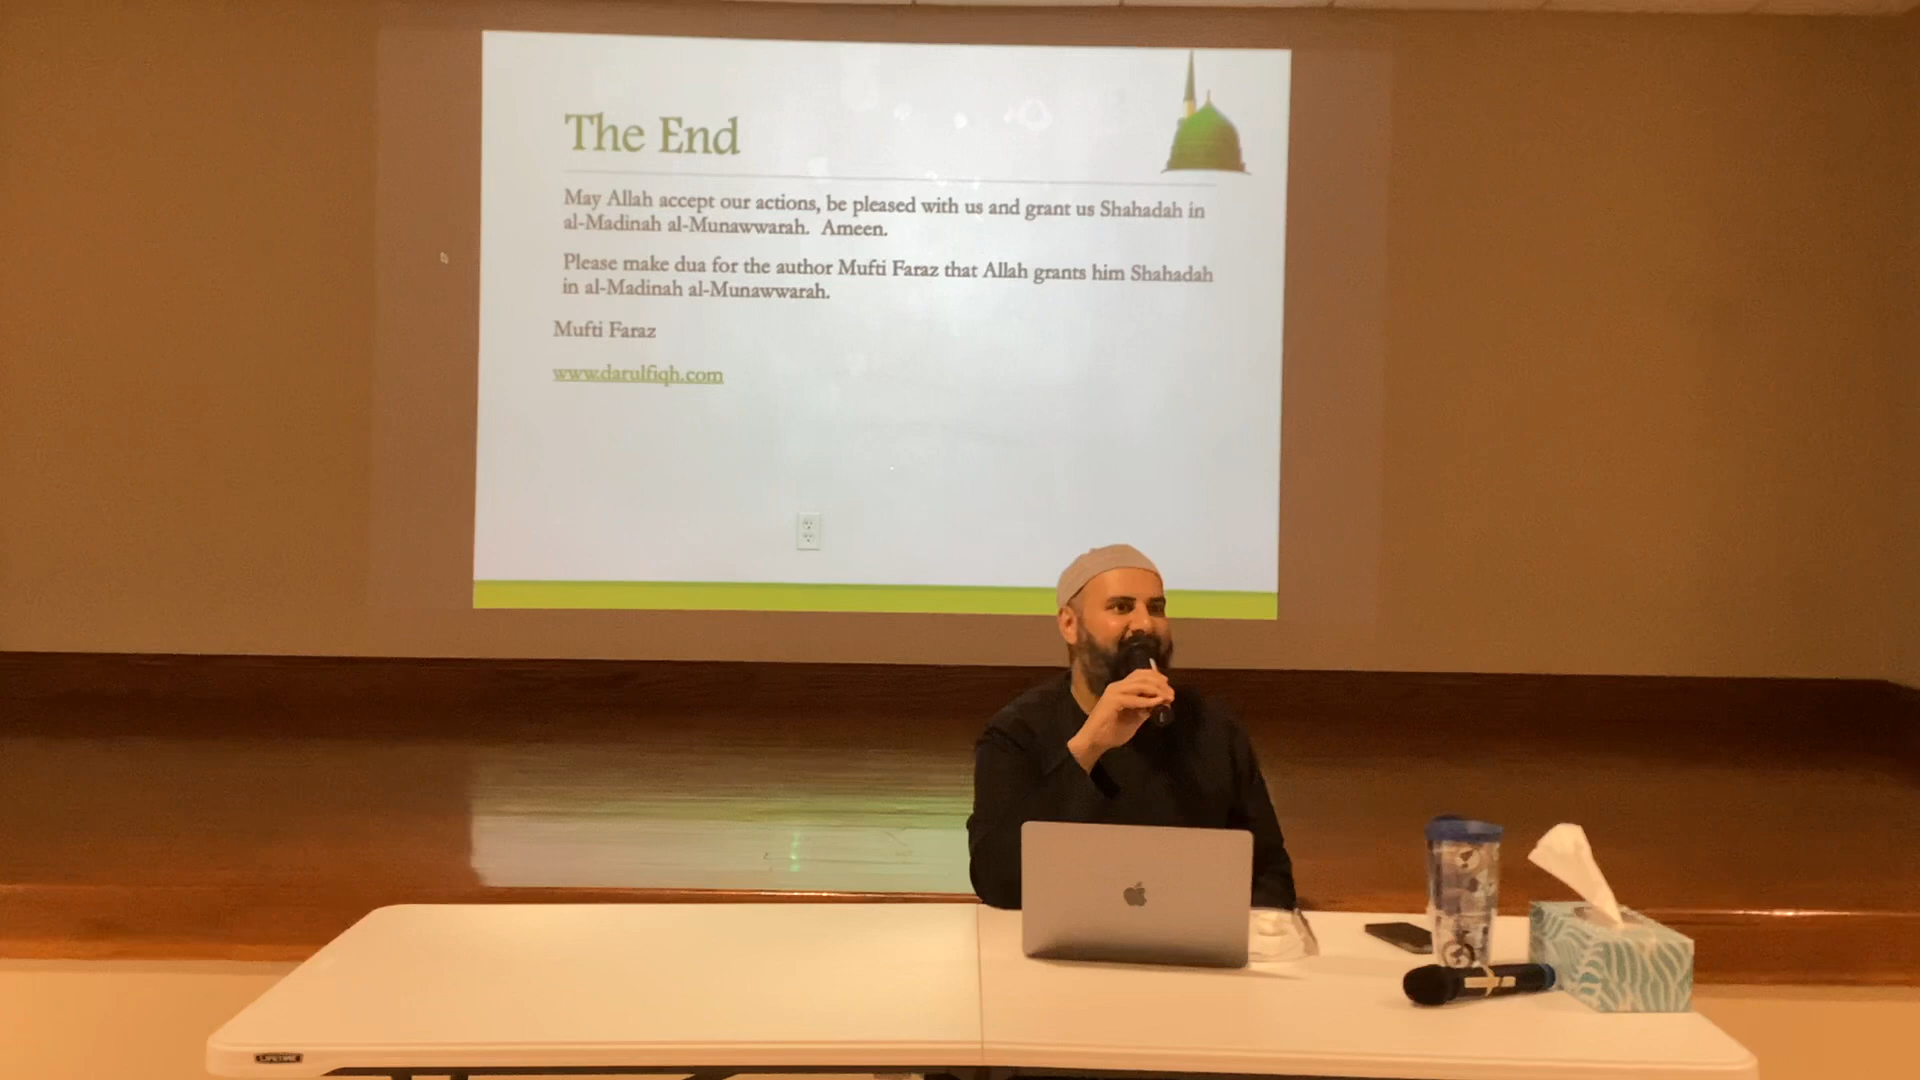 The End
May Allah accept our actions, be pleased with us and grant us Shahadah in
al-Madinah al-Munawwarah. Ameen.
Please make dua for the author Mufti Faraz that Allah grants him Shahadah
in al-Madinah al-Munawwarah.
Mufti Faraz
www.darulfiqh.com
LIFETIME